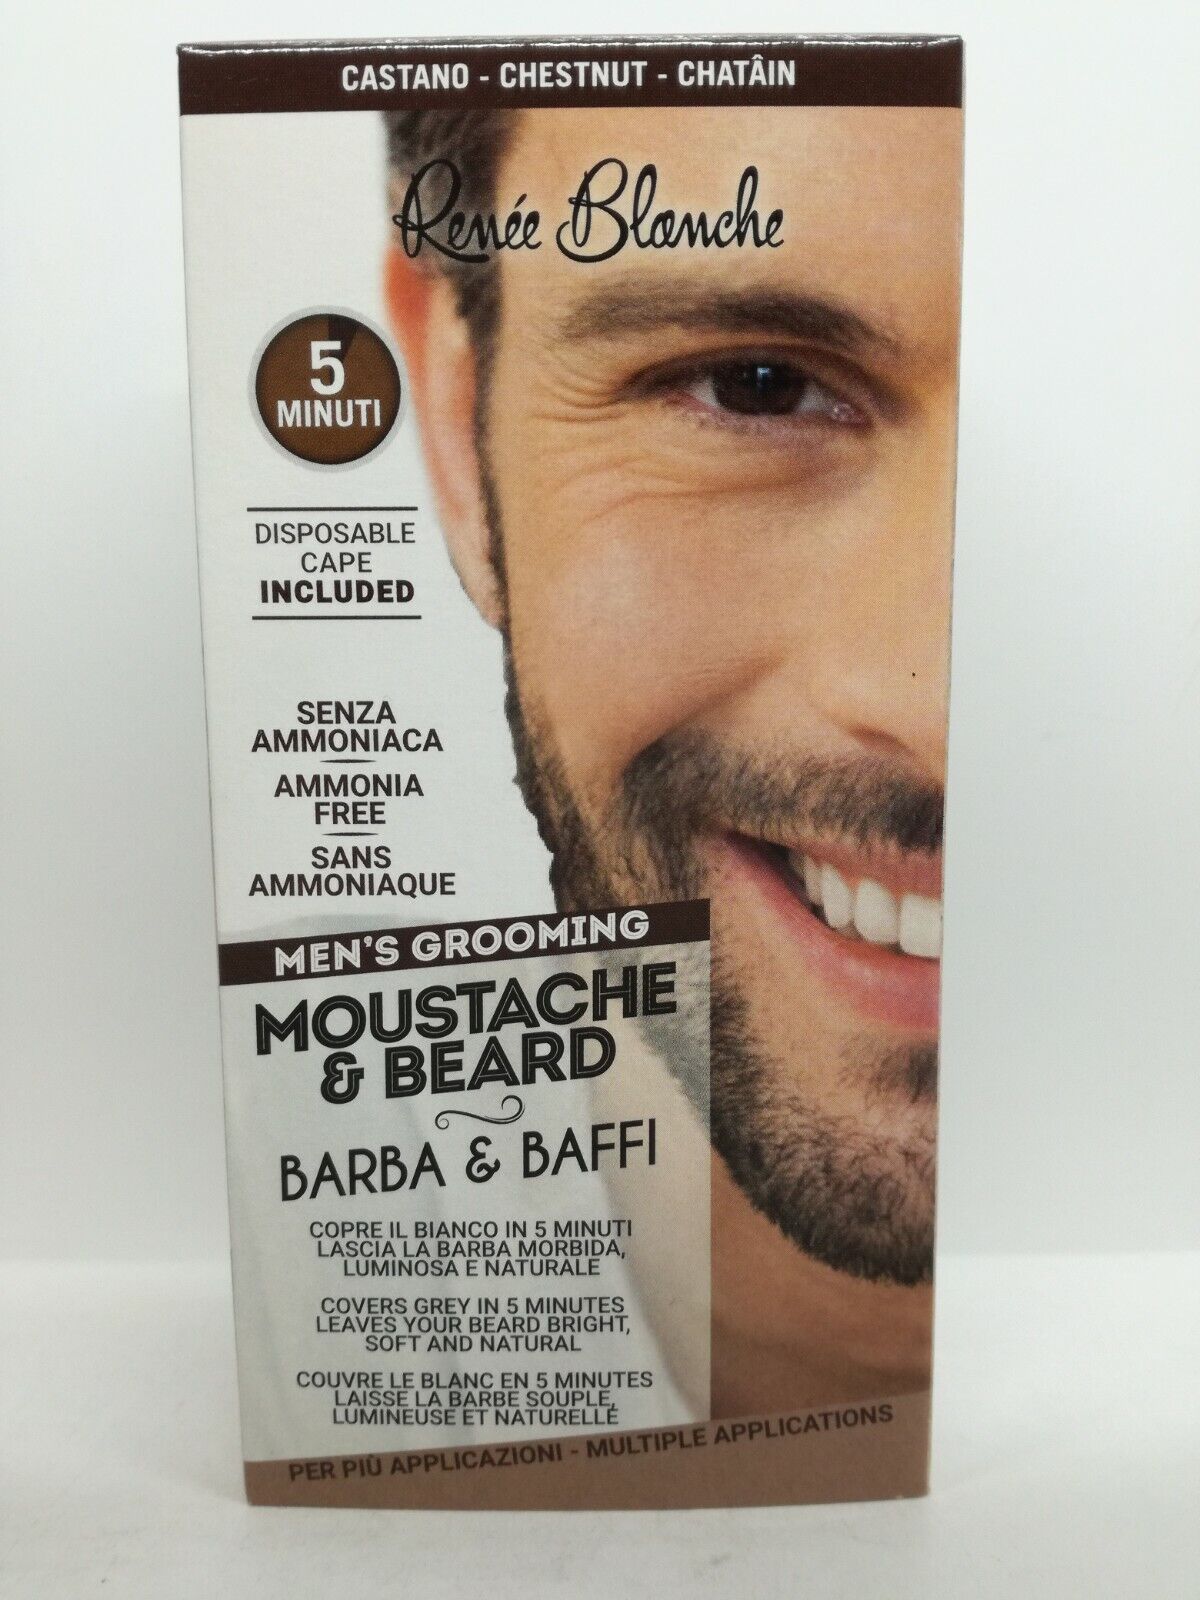 CASTANO - CHESTNUT - CHATÂIN
Renée Blanche
5
MINUTI
DISPOSABLE
CAPE
INCLUDED
SENZA
AMMONIACA
AMMONIA
FREE
SANS
AMMONIAQUE
MEN'S GROOMING
MOUSTACHE
& BEARD
BARBA & BAFFI
COPRE IL BIANCO IN 5 MINUTI
LASCIA LA BARBA MORBIDA,
LUMINOSA E NATURALE
COVERS GREY IN 5 MINUTES
LEAVES YOUR BEARD BRIGHT,
SOFT AND NATURAL
COUVRE LE BLANC EN 5 MINUTES
LAISSE LA BARBE SOUPLE,
LUMINEUSE ET NATURELLE
PER PIÙ APPLICAZIONI - MULTIPLE APPLICATIONS